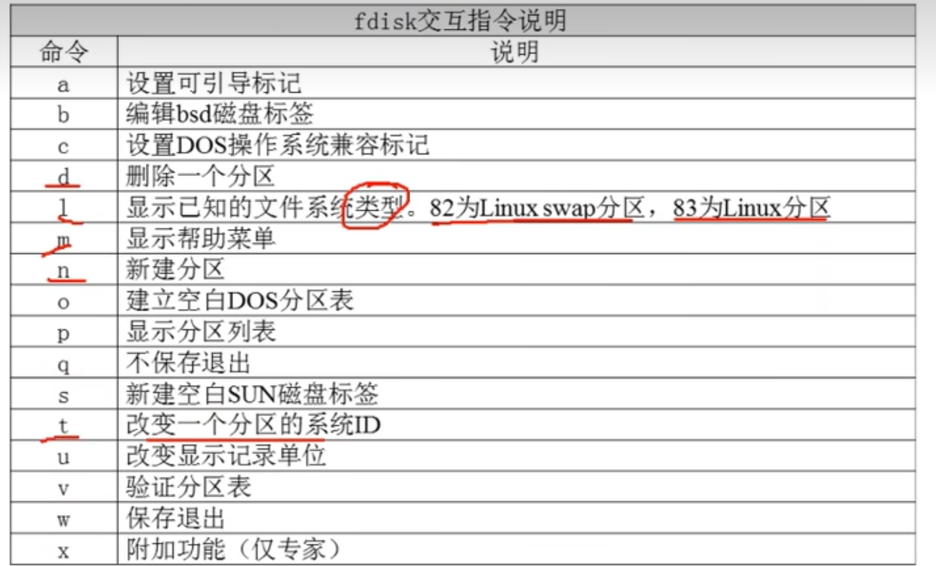 fdisk交互指令说明
命令 说明
a 设置可引导标记
b 编辑bsd磁盘标签
c 设置DOS操作系统兼容标记
d 删除一个分区
l 显示已知的文件系统类型。82为Linux swap分区，83为Linux分区
m 显示帮助菜单
n 新建分区
o 建立空白DOS分区表
p 显示分区列表
q 不保存退出
s 新建空白SUN磁盘标签
t 改变一个分区的系统ID
u 改变显示记录单位
v 验证分区表
w 保存退出
x 附加功能（仅专家）